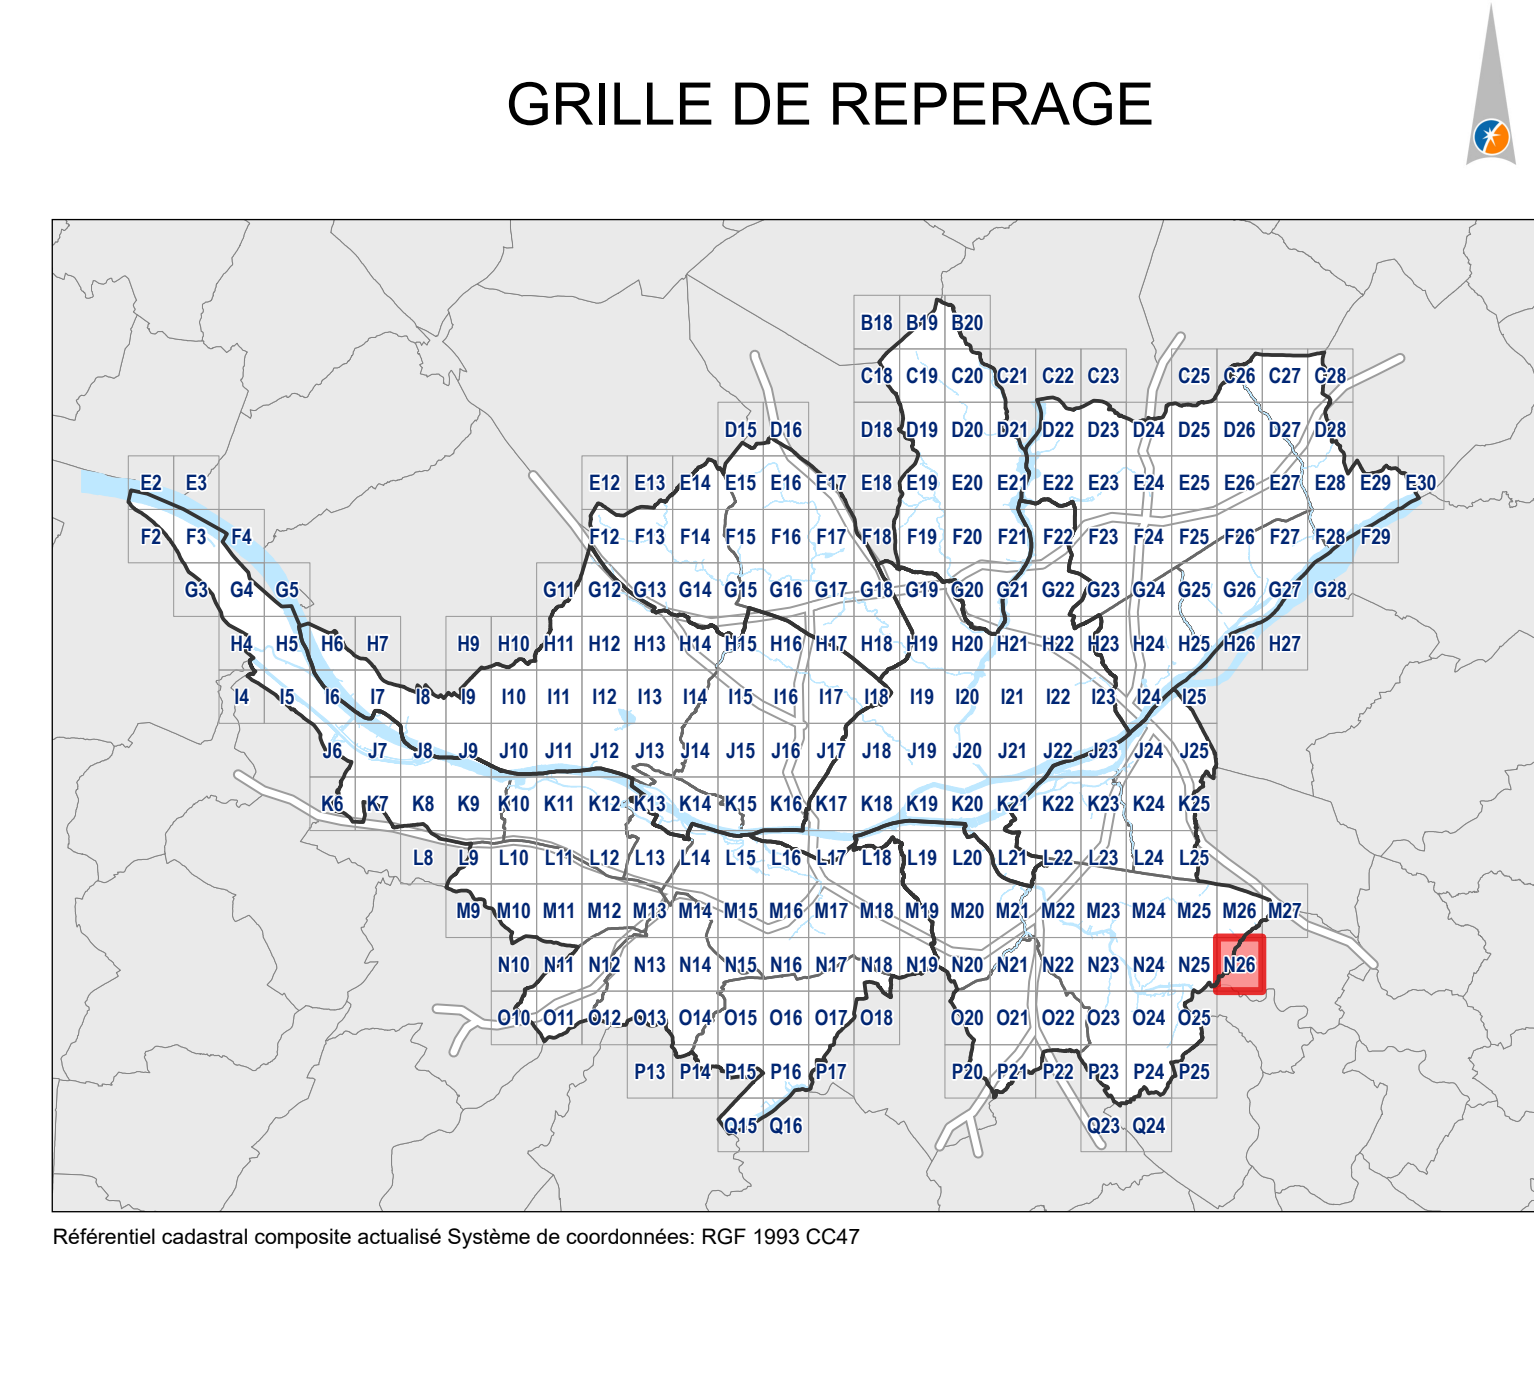 GRILLE DE REPERAGE
B18 B19 B20
C18 C19 C20 C21 C22 C23 C25 C26 C27 C28
D15 D16 D18 D19 D20 D21 D22 D23 D24 D25 D26 D27 D28
E2 E3 E12 E13 E14 E15 E16 E17 E18 E19 E20 E21 E22 E23 E24 E25 E26 E27 E28 E29 E30
F2 F3 F4 F12 F13 F14 F15 F16 F17 F18 F19 F20 F21 F22 F23 F24 F25 F26 F27 F28 F29
G3 G4 G5 G11 G12 G13 G14 G15 G16 G17 G18 G19 G20 G21 G22 G23 G24 G25 G26 G27 G28
H4 H5 H6 H7 H9 H10 H11 H12 H13 H14 H15 H16 H17 H18 H19 H20 H21 H22 H23 H24 H25 H26 H27
I4 I5 I6 I7 I8 I9 I10 I11 I12 I13 I14 I15 I16 I17 I18 I19 I20 I21 I22 I23 I24 I25
J6 J7 J8 J9 J10 J11 J12 J13 J14 J15 J16 J17 J18 J19 J20 J21 J22 J23 J24 J25
K6 K7 K8 K9 K10 K11 K12 K13 K14 K15 K16 K17 K18 K19 K20 K21 K22 K23 K24 K25
L8 L9 L10 L11 L12 L13 L14 L15 L16 L17 L18 L19 L20 L21 L22 L23 L24 L25
M9 M10 M11 M12 M13 M14 M15 M16 M17 M18 M19 M20 M21 M22 M23 M24 M25 M26 M27
N10 N11 N12 N13 N14 N15 N16 N17 N18 N19 N20 N21 N22 N23 N24 N25 N26
O10 O11 O12 O13 O14 O15 O16 O17 O18 O20 O21 O22 O23 O24 O25
P13 P14 P15 P16 P17 P20 P21 P22 P23 P24 P25
Q15 Q16 Q23 Q24
Référentiel cadastral composite actualisé Système de coordonnées: RGF 1993 CC47